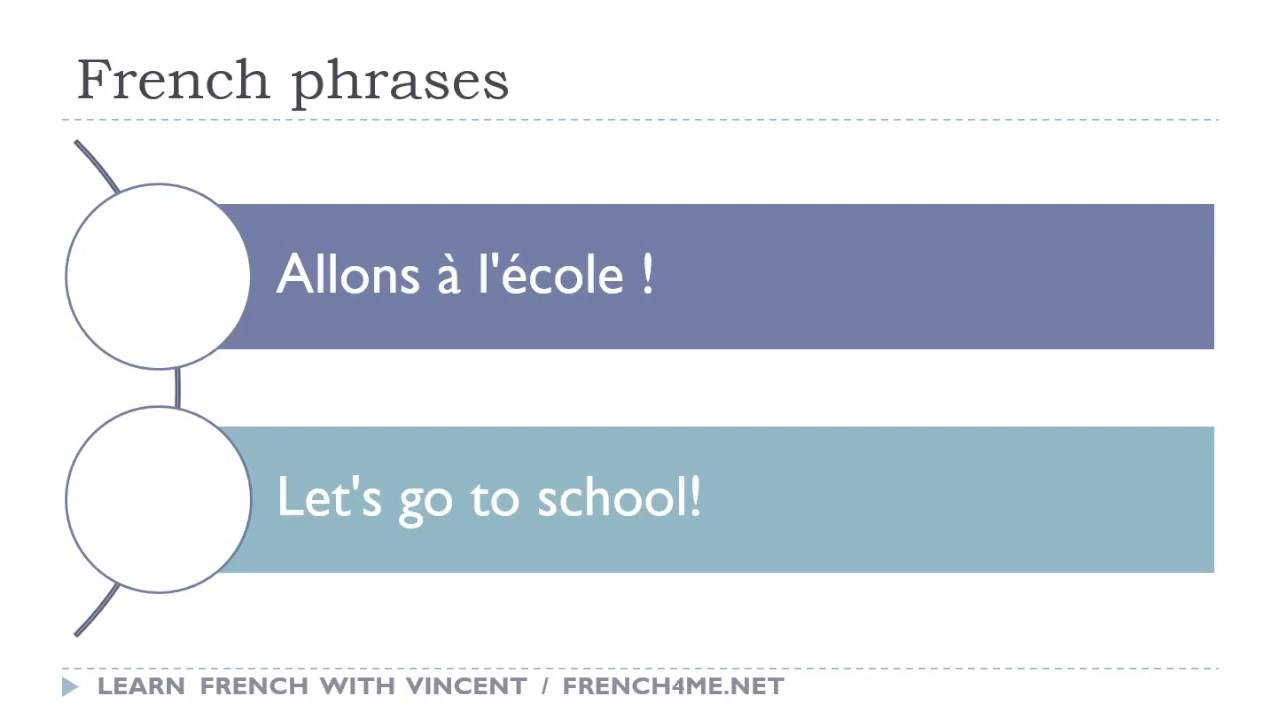 French phrases
Allons à l'école !
Let's go to school!
LEARN FRENCH WITH VINCENT / FRENCH4ME.NET